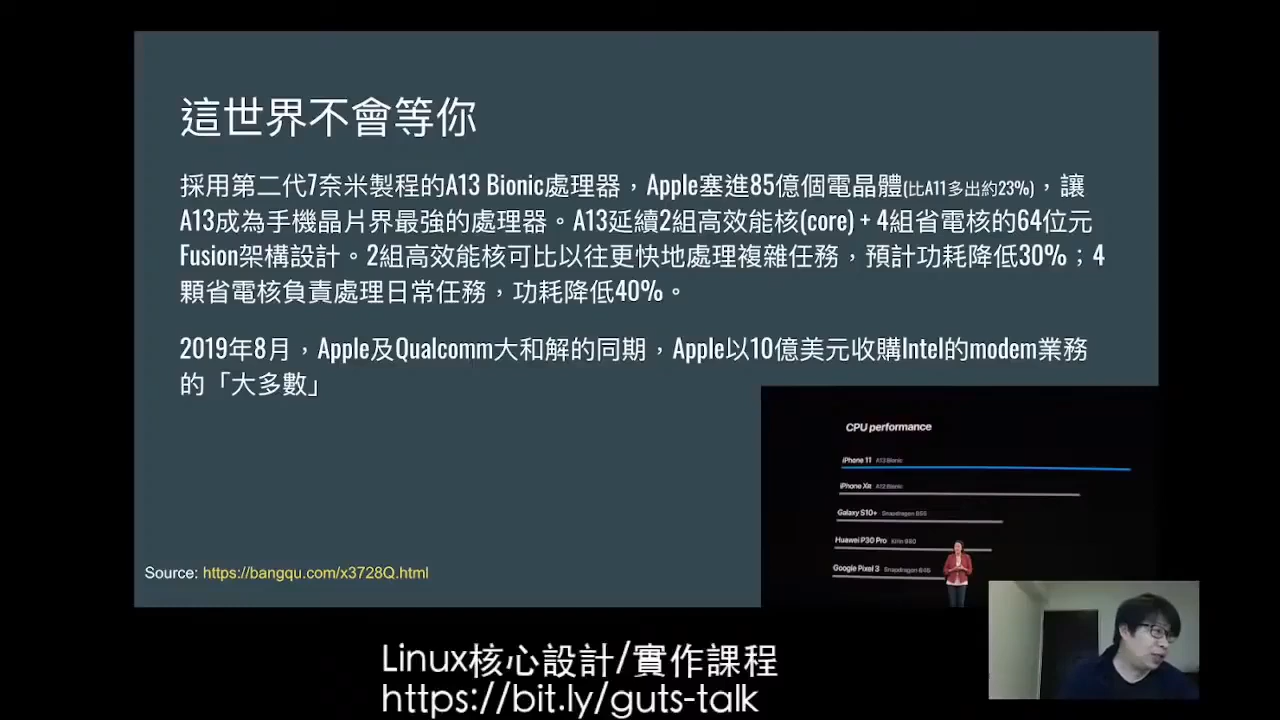 這世界不會等你
採用第二代7奈米製程的A13 Bionic處理器，Apple塞進85億個電晶體(比A11多出約23%)，讓
A13成為手機晶片界最強的處理器。A13延續2組高效能核(core) + 4組省電核的64位元
Fusion架構設計。2組高效能核可比以往更快地處理複雜任務，預計功耗降低30%；4
顆省電核負責處理日常任務，功耗降低40%。
2019年8月，Apple及Qualcomm大和解的同期，Apple以10億美元收購Intel的modem業務
的「大多數」
CPU performance
iPhone 11 A13 Bionic
iPhone XR A12 Bionic
Galaxy S10+ Snapdragon 855
Huawei P30 Pro Kirin 980
Google Pixel 3 Snapdragon 845
Source: https://bangqu.com/x3728Q.html
Linux核心設計/實作課程
https://bit.ly/guts-talk